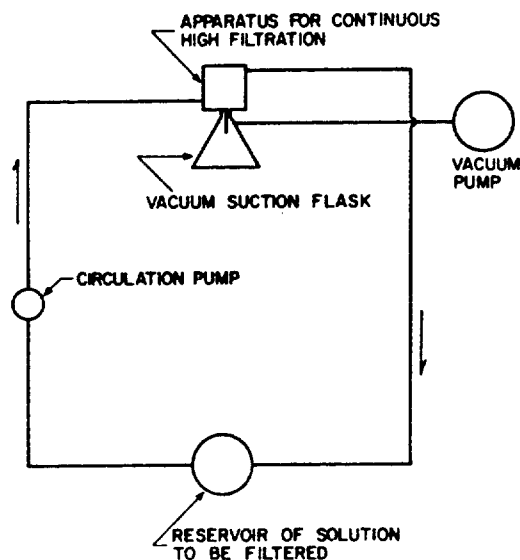 APPARATUS FOR CONTINUOUS
HIGH FILTRATION
VACUUM
PUMP
VACUUM SUCTION FLASK
CIRCULATION PUMP
RESERVOIR OF SOLUTION
TO BE FILTERED